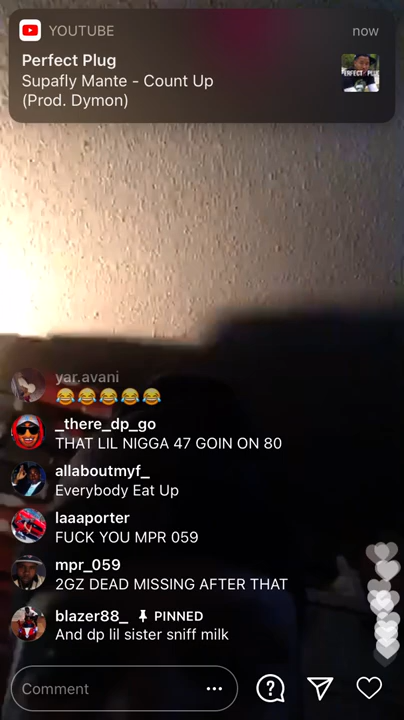 YOUTUBE
now
Perfect Plug
Supafly Mante - Count Up
(Prod. Dymon)
PERFECT PLUG
yar.avani
😂😂😂😂😂
_there_dp_go
THAT LIL NIGGA 47 GOIN ON 80
allaboutmyf_
Everybody Eat Up
laaaporter
FUCK YOU MPR 059
mpr_059
2GZ DEAD MISSING AFTER THAT
blazer88_ PINNED
And dp lil sister sniff milk
Comment